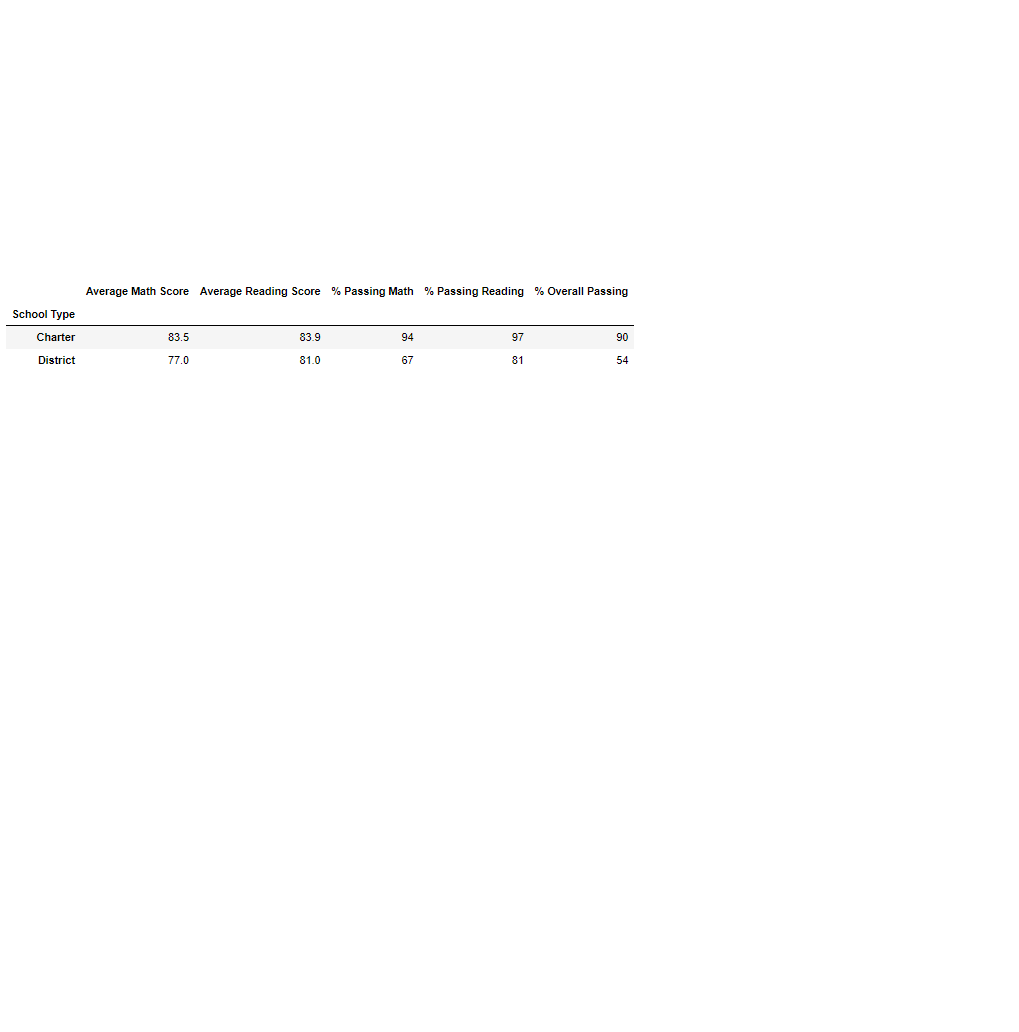 Average Math Score Average Reading Score % Passing Math % Passing Reading % Overall Passing
School Type
Charter 83.5 83.9 94 97 90
District 77.0 81.0 67 81 54